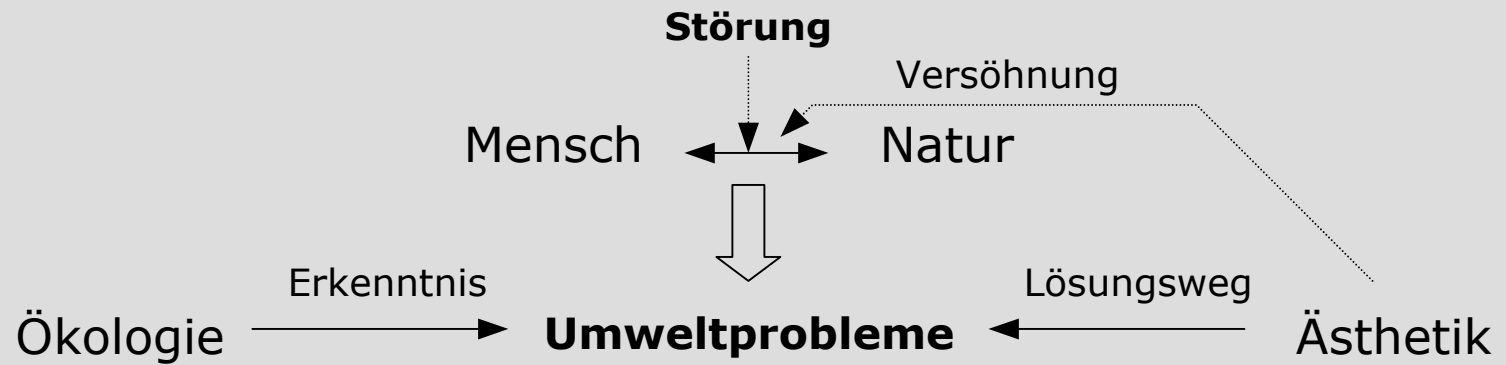 Störung
Versöhnung
Mensch Natur
Erkenntnis Lösungsweg
Ökologie Umweltprobleme Ästhetik